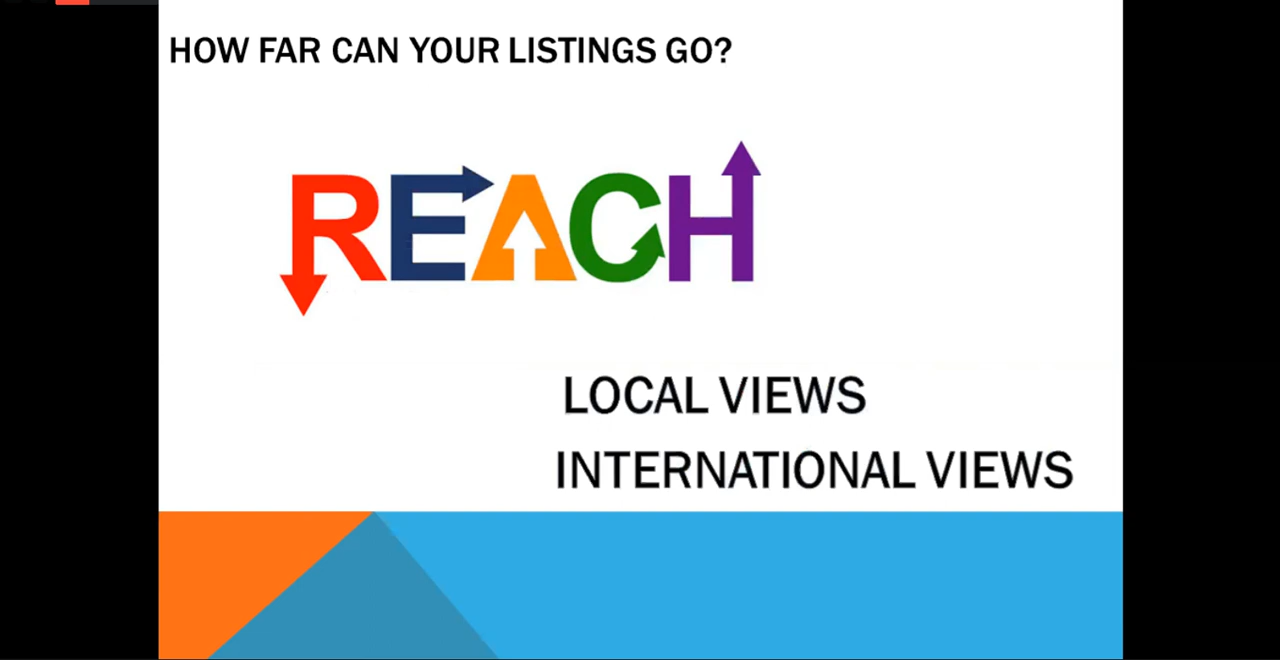 HOW FAR CAN YOUR LISTINGS GO?
REACH
LOCAL VIEWS
INTERNATIONAL VIEWS